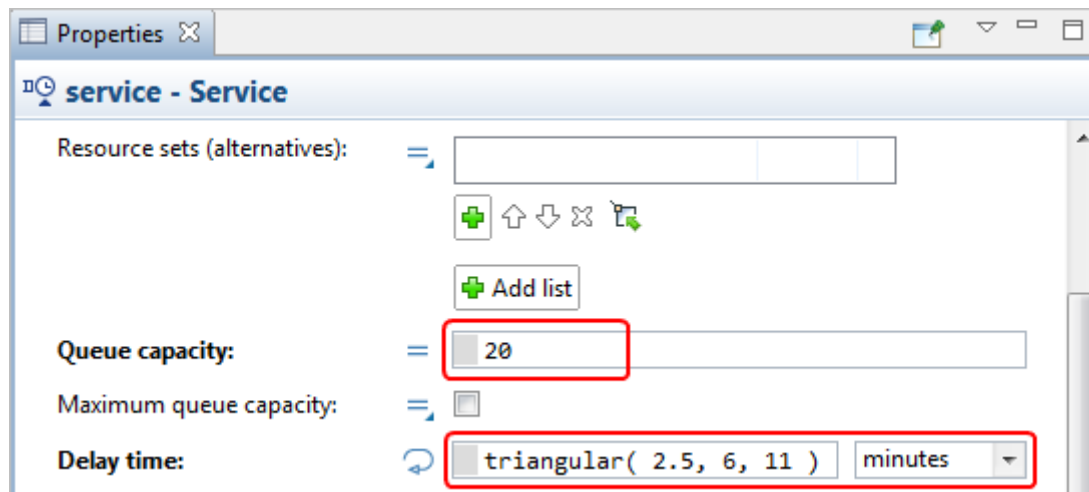 Properties
service - Service
Resource sets (alternatives):
Add list
Queue capacity: 20
Maximum queue capacity:
Delay time: triangular( 2.5, 6, 11 ) minutes